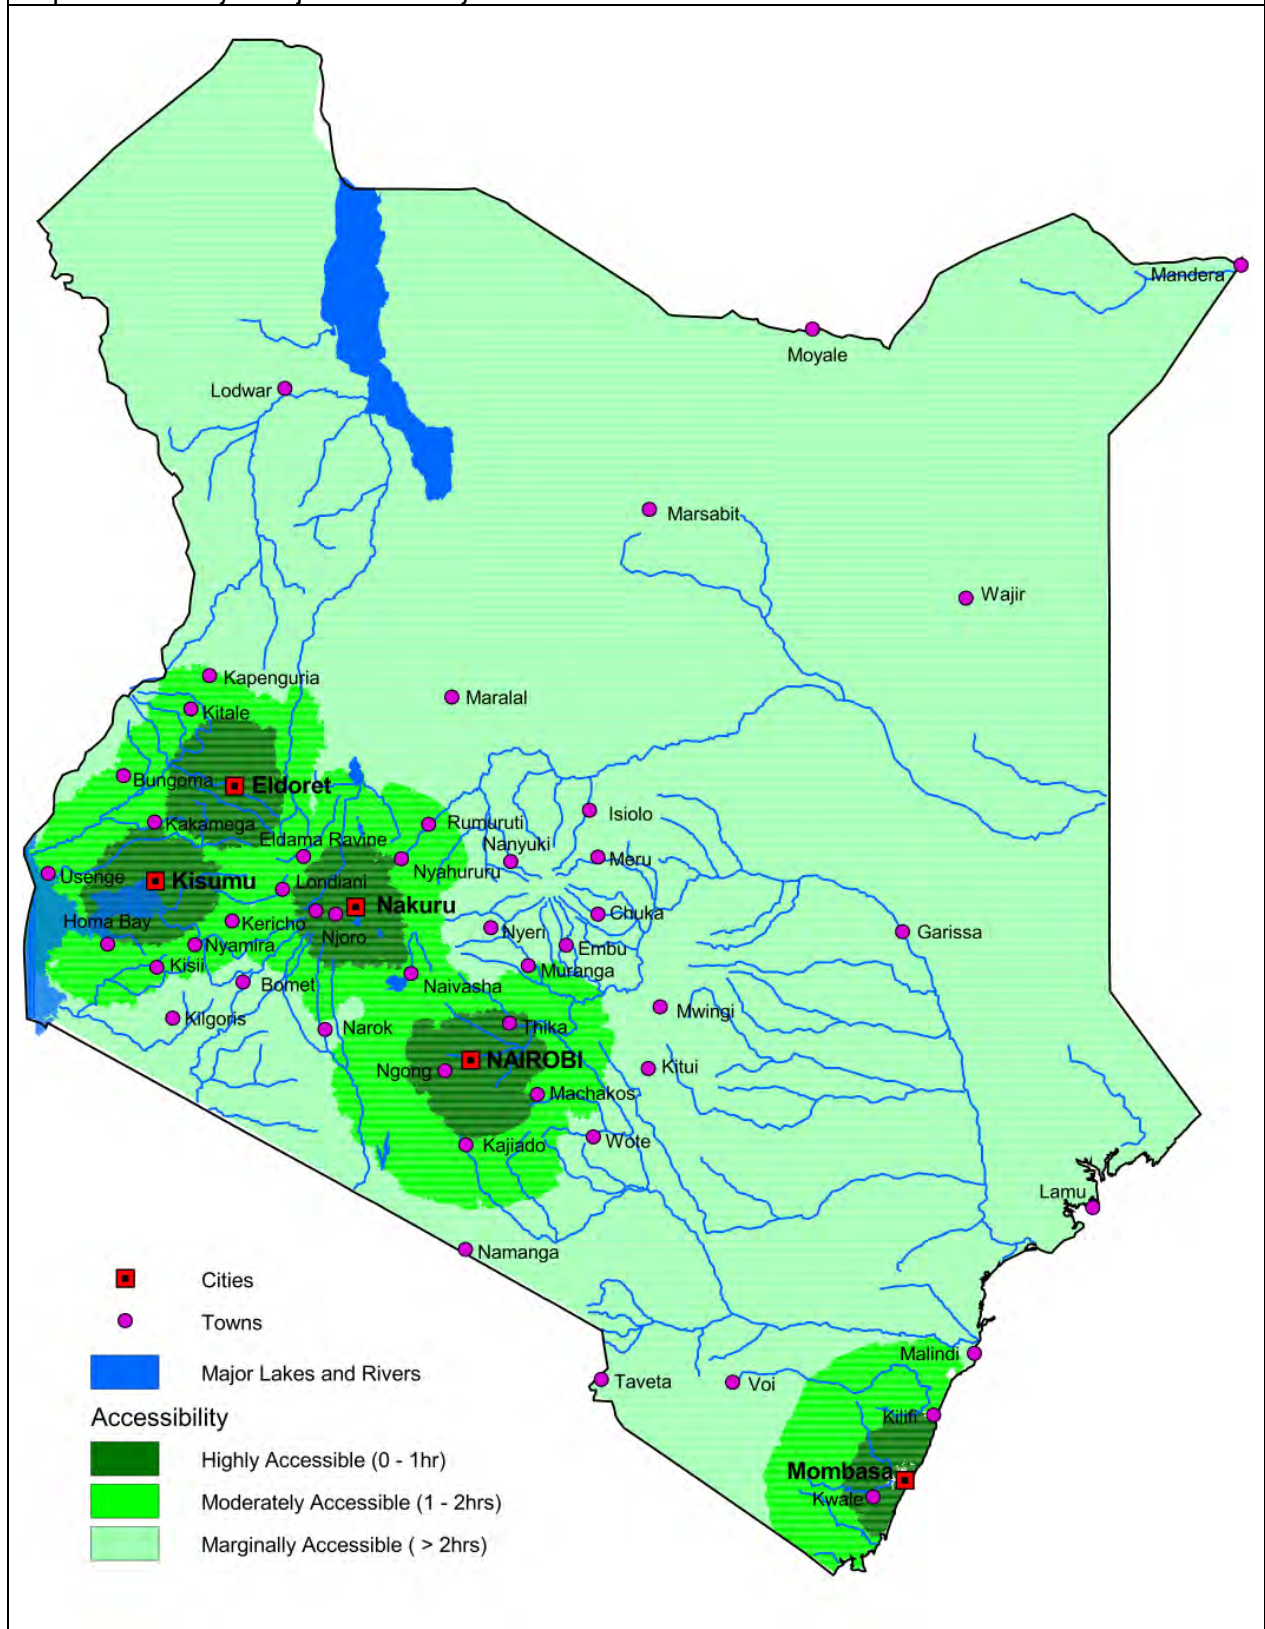 Mandera
Moyale
Lodwar
Marsabit
Wajir
Kapenguria
Maralal
Kitale
Bungoma
Eldoret
Isiolo
Rumuruti
Kakamega
Eldama Ravine
Nanyuki
Meru
Nyahururu
Usenge
Kisumu
Londiani
Nakuru
Chuka
Homa Bay
Kericho
Njoro
Nyeri
Garissa
Nyamira
Embu
Kisii
Muranga
Bomet
Naivasha
Mwingi
Kilgoris
Narok
Thika
NAIROBI
Ngong
Kitui
Machakos
Kajiado
Wote
Lamu
Namanga
Malindi
Taveta
Voi
Kilifi
Mombasa
Kwale
Cities
Towns
Major Lakes and Rivers
Accessibility
Highly Accessible (0 - 1hr)
Moderately Accessible (1 - 2hrs)
Marginally Accessible ( > 2hrs)